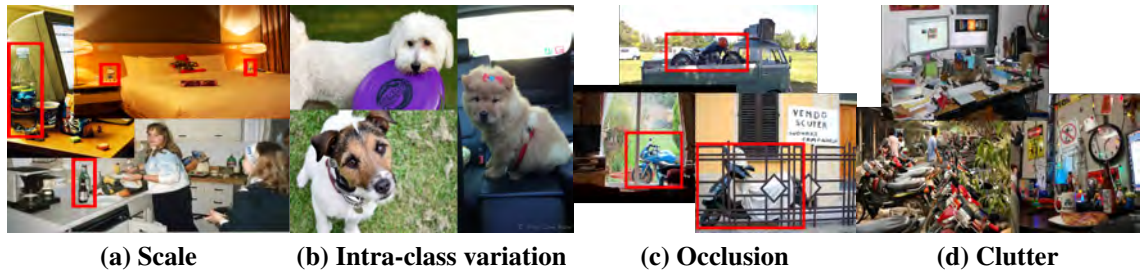 VENDO
SCUTER
(a) Scale
(b) Intra-class variation
(c) Occlusion
(d) Clutter